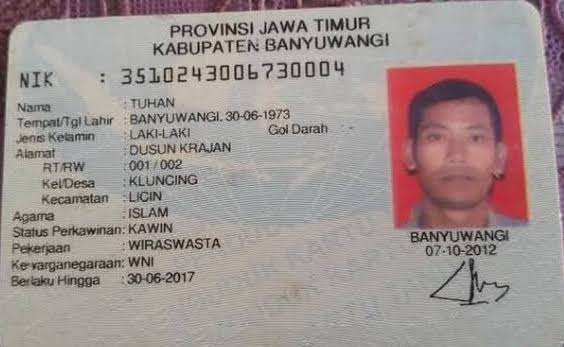 PROVINSI JAWA TIMUR
KABUPATEN BANYUWANGI
NIK : 3510243006730004
Nama : TUHAN
Tempat/Tgl Lahir : BANYUWANGI. 30-06-1973
Jenis Kelamin : LAKI-LAKI Gol Darah : -
Alamat : DUSUN KRAJAN
RT/RW : 001 / 002
Kel/Desa : KLUNCING
Kecamatan : LICIN
Agama : ISLAM
Status Perkawinan: KAWIN
Pekerjaan : WIRASWASTA
Kewarganegaraan: WNI
Berlaku Hingga : 30-06-2017
BANYUWANGI
07-10-2012